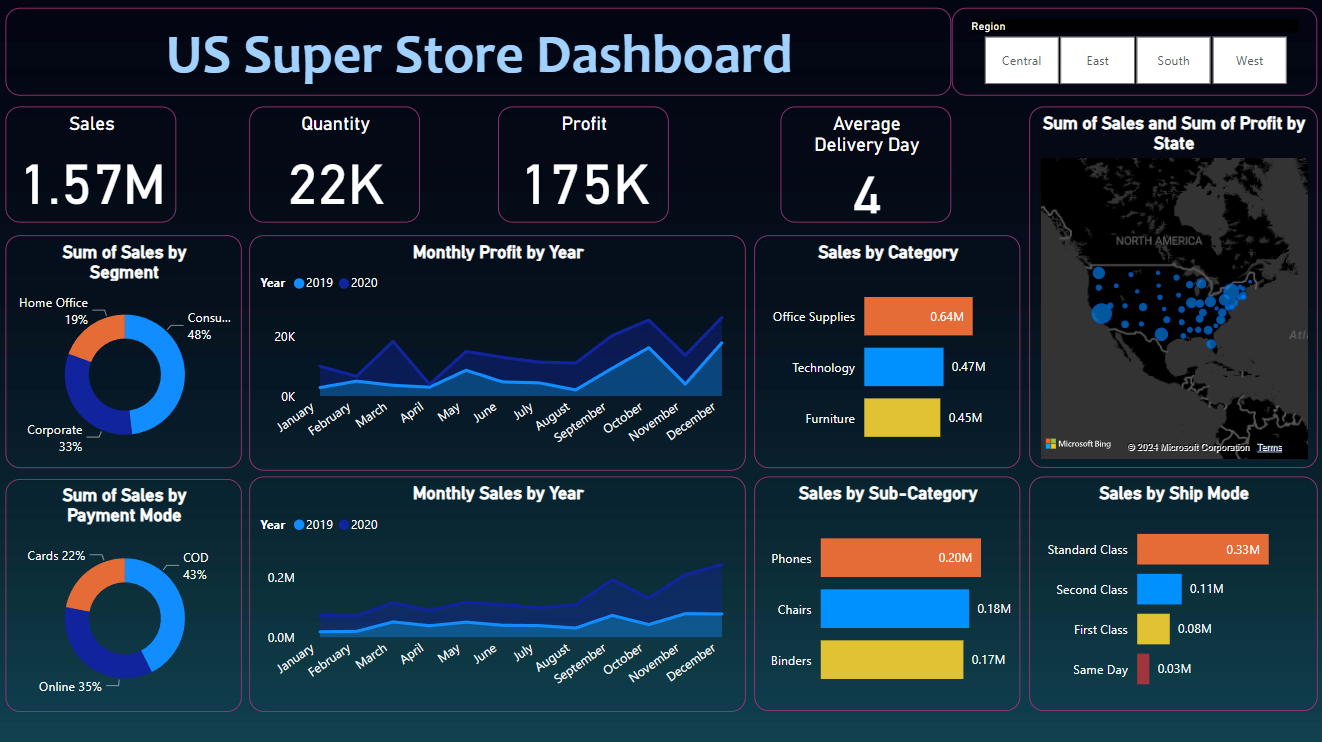 US Super Store Dashboard
Region
Central
East
South
West
Sales
1.57M
Quantity
22K
Profit
175K
Average
Delivery Day
4
Sum of Sales and Sum of Profit by
State
NORTH AMERICA
Atl
Microsoft Bing
© 2024 Microsoft Corporation Terms
Sum of Sales by
Segment
Home Office
19%
Consu...
48%
Corporate
33%
Monthly Profit by Year
Year 2019 2020
20K
0K
January
February
March
April
May
June
July
August
September
October
November
December
Sales by Category
Office Supplies 0.64M
Technology 0.47M
Furniture 0.45M
Sum of Sales by
Payment Mode
Cards 22%
COD
43%
Online 35%
Monthly Sales by Year
Year 2019 2020
0.2M
0.0M
January
February
March
April
May
June
July
August
September
October
November
December
Sales by Sub-Category
Phones 0.20M
Chairs 0.18M
Binders 0.17M
Sales by Ship Mode
Standard Class 0.33M
Second Class 0.11M
First Class 0.08M
Same Day 0.03M